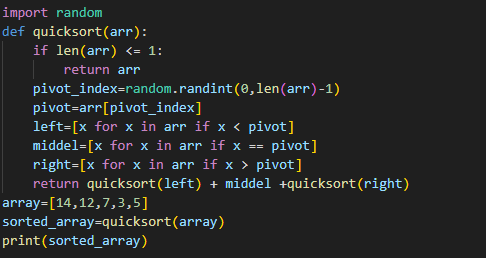 import random
def quicksort(arr):
    if len(arr) <= 1:
        return arr
    pivot_index=random.randint(0,len(arr)-1)
    pivot=arr[pivot_index]
    left=[x for x in arr if x < pivot]
    middel=[x for x in arr if x == pivot]
    right=[x for x in arr if x > pivot]
    return quicksort(left) + middel +quicksort(right)
array=[14,12,7,3,5]
sorted_array=quicksort(array)
print(sorted_array)